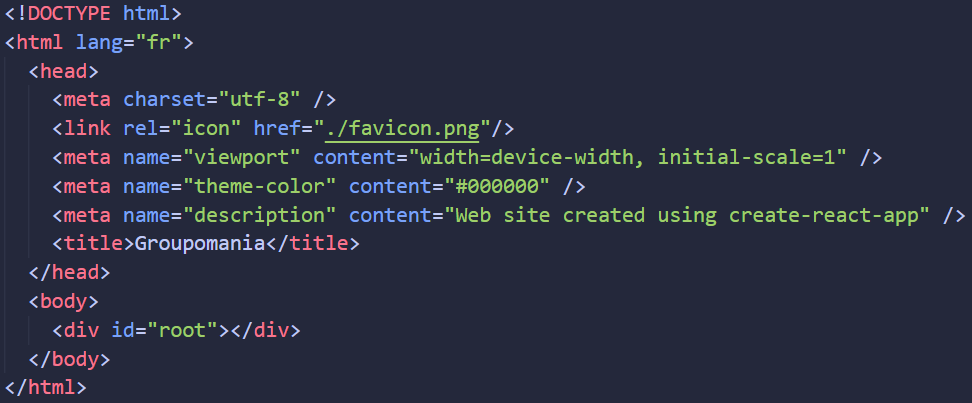 <!DOCTYPE html>
<html lang="fr">
  <head>
    <meta charset="utf-8" />
    <link rel="icon" href="./favicon.png"/>
    <meta name="viewport" content="width=device-width, initial-scale=1" />
    <meta name="theme-color" content="#000000" />
    <meta name="description" content="Web site created using create-react-app" />
    <title>Groupomania</title>
  </head>
  <body>
    <div id="root"></div>
  </body>
</html>